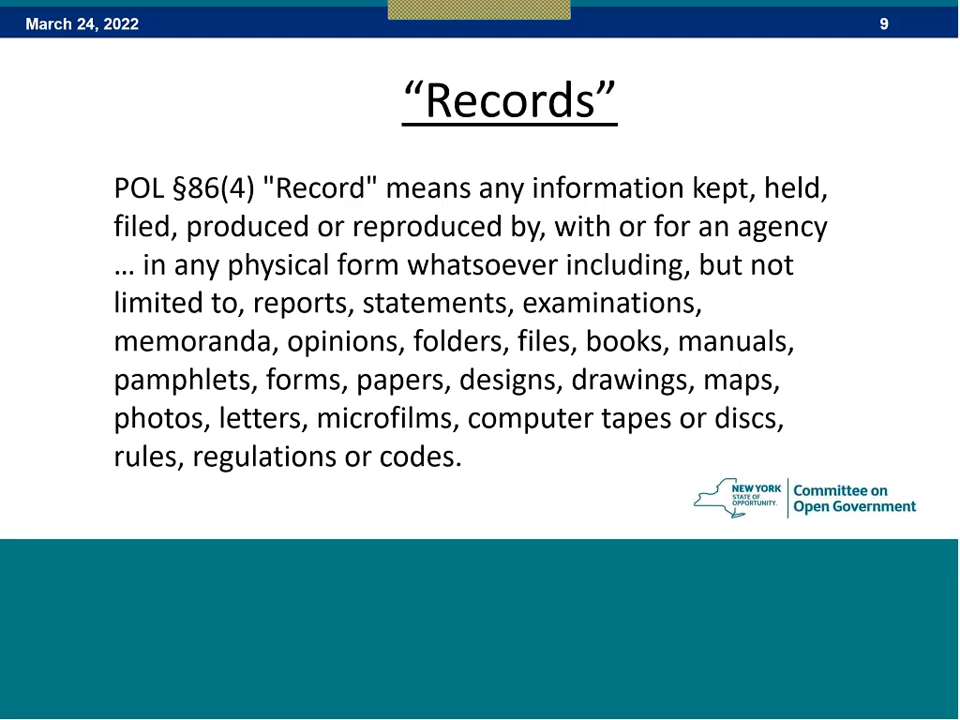 March 24, 2022
9
“Records”
POL §86(4) "Record" means any information kept, held,
filed, produced or reproduced by, with or for an agency
… in any physical form whatsoever including, but not
limited to, reports, statements, examinations,
memoranda, opinions, folders, files, books, manuals,
pamphlets, forms, papers, designs, drawings, maps,
photos, letters, microfilms, computer tapes or discs,
rules, regulations or codes.
NEW YORK
STATE OF
OPPORTUNITY.
Committee on
Open Government